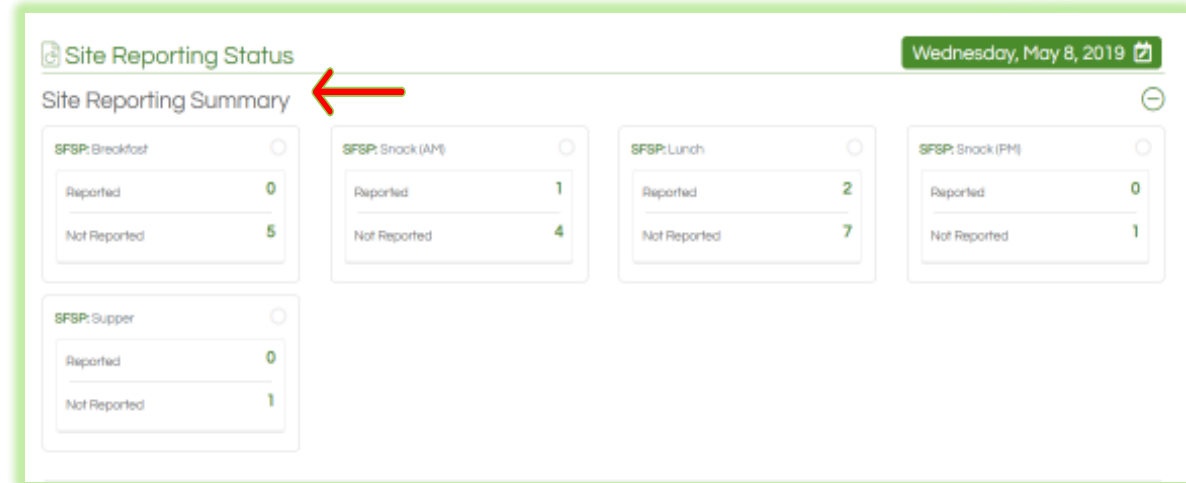 Site Reporting Status
Wednesday, May 8, 2019
Site Reporting Summary
SFSP: Breakfast
Reported 0
Not Reported 5
SFSP: Snack (AM)
Reported 1
Not Reported 4
SFSP: Lunch
Reported 2
Not Reported 7
SFSP: Snack (PM)
Reported 0
Not Reported 1
SFSP: Supper
Reported 0
Not Reported 1